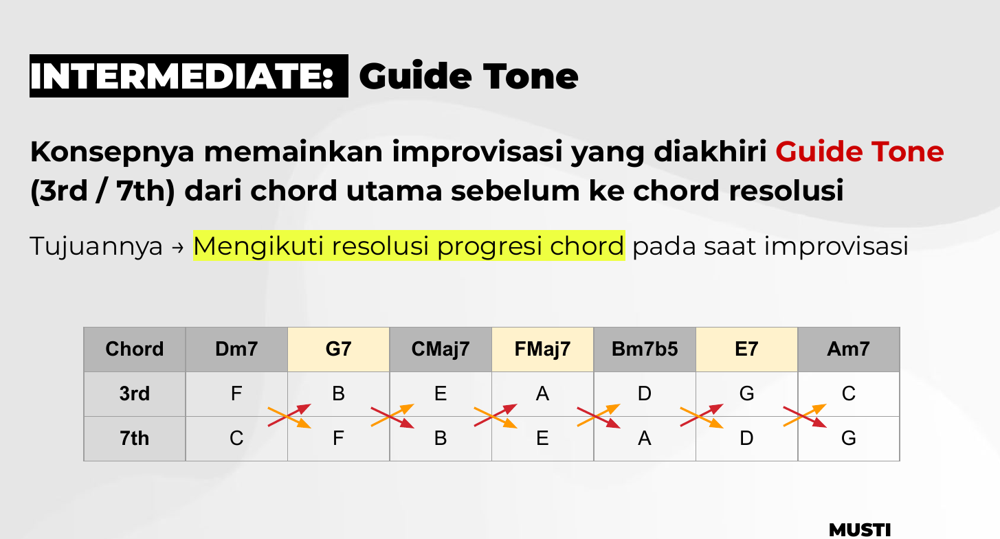 INTERMEDIATE: Guide Tone
Konsepnya memainkan improvisasi yang diakhiri Guide Tone
(3rd / 7th) dari chord utama sebelum ke chord resolusi
Tujuannya → Mengikuti resolusi progresi chord pada saat improvisasi
Chord Dm7 G7 CMaj7 FMaj7 Bm7b5 E7 Am7
3rd F B E A D G C
7th C F B E A D G
MUSTI